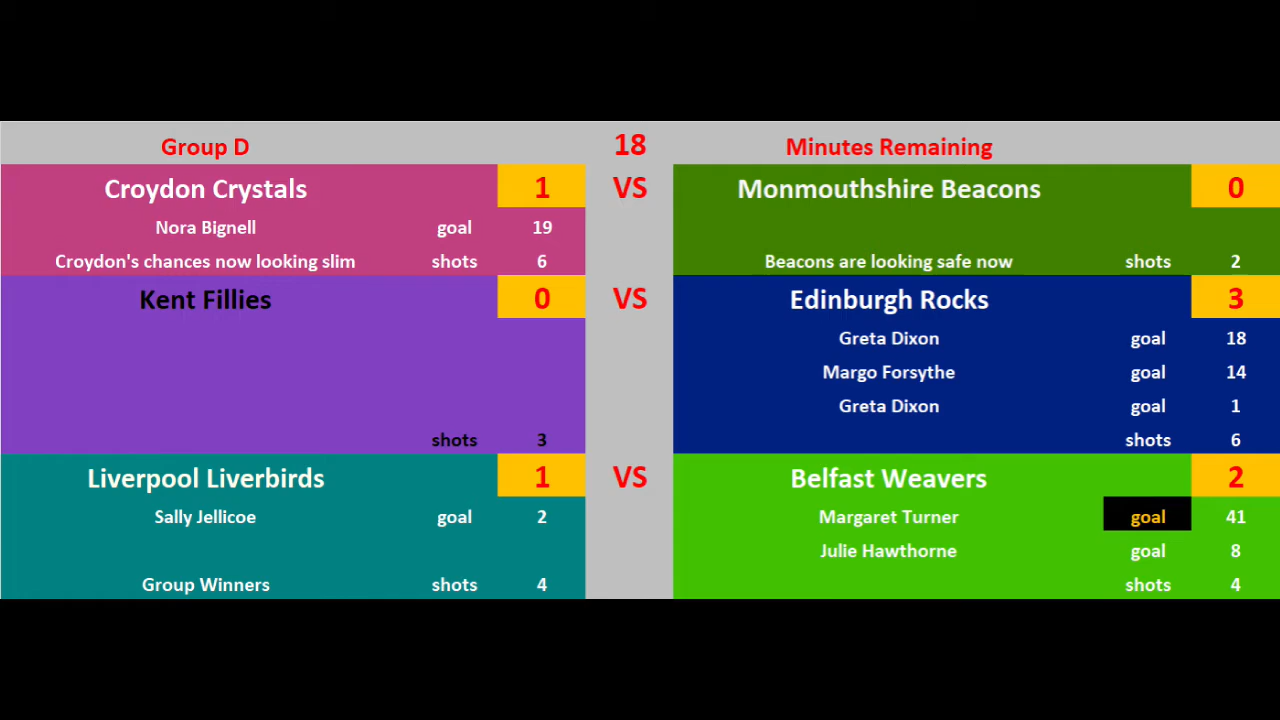 Group D 18 Minutes Remaining
Croydon Crystals 1 VS Monmouthshire Beacons 0
Nora Bignell goal 19
Croydon's chances now looking slim shots 6 Beacons are looking safe now shots 2
Kent Fillies 0 VS Edinburgh Rocks 3
Greta Dixon goal 18
Margo Forsythe goal 14
Greta Dixon goal 1
shots 3 shots 6
Liverpool Liverbirds 1 VS Belfast Weavers 2
Sally Jellicoe goal 2 Margaret Turner goal 41
Julie Hawthorne goal 8
Group Winners shots 4 shots 4